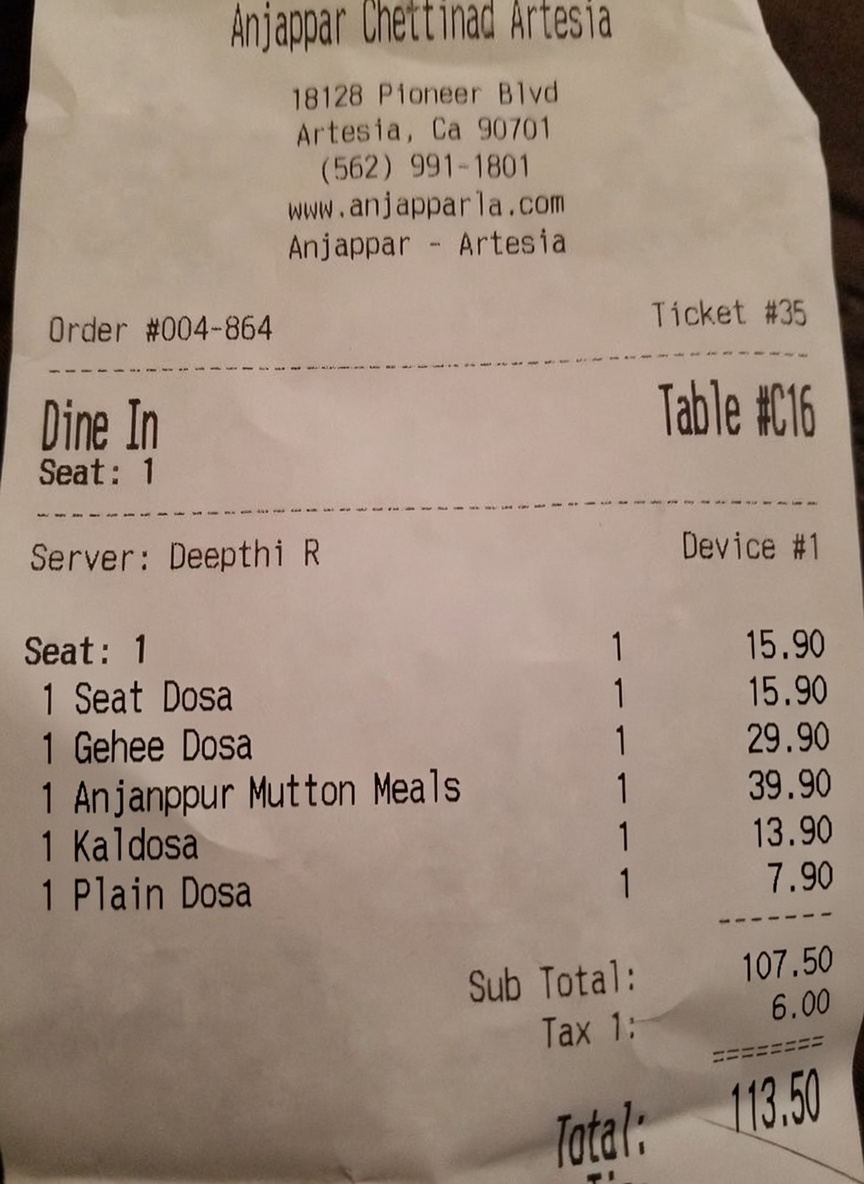 Anjappar Chettinad Artesia
18128 Pioneer Blvd
Artesia, Ca 90701
(562) 991-1801
www.anjapparla.com
Anjappar - Artesia
Order #004-864 Ticket #35
Dine In Table #C16
Seat: 1
Server: Deepthi R Device #1
Seat: 1 1 15.90
1 Seat Dosa 1 15.90
1 Gehee Dosa 1 29.90
1 Anjanppur Mutton Meals 1 39.90
1 Kaldosa 1 13.90
1 Plain Dosa 1 7.90
-------
Sub Total: 107.50
Tax 1: 6.00
========
Total: 113.50